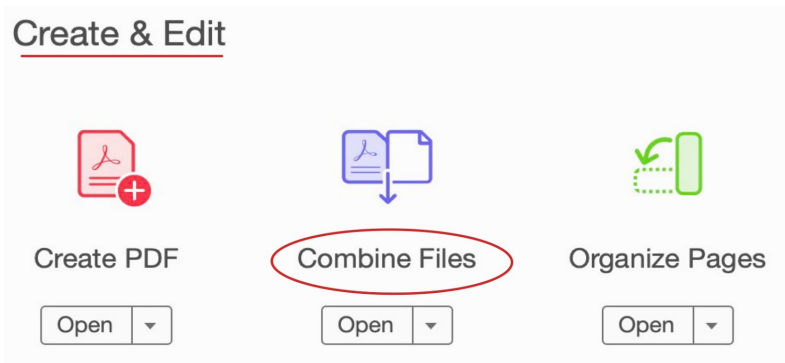 Create & Edit
Create PDF Combine Files Organize Pages
Open Open Open